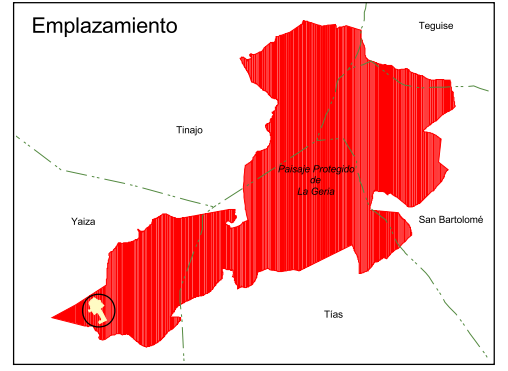 Emplazamiento
Teguise
Tinajo
Paisaje Protegido
de
La Geria
San Bartolomé
Yaiza
Tías